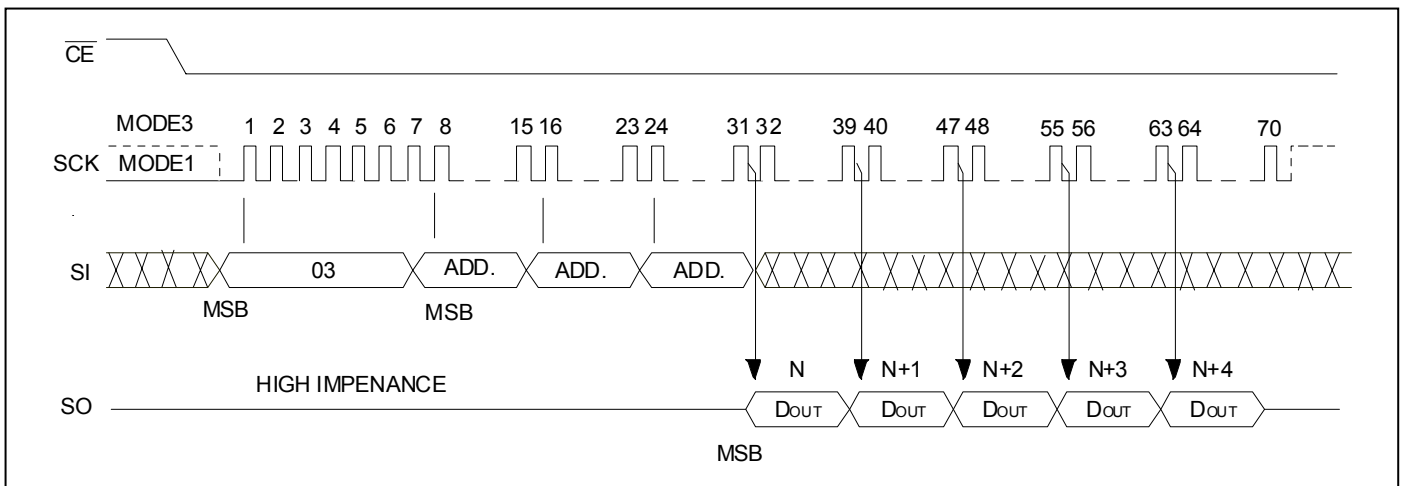 CE
MODE3
1 2 3 4 5 6 7 8 15 16 23 24 31 32 39 40 47 48 55 56 63 64 70
SCK MODE1
SI 03 ADD. ADD. ADD.
MSB MSB
N N+1 N+2 N+3 N+4
HIGH IMPENANCE
SO DOUT DOUT DOUT DOUT DOUT
MSB